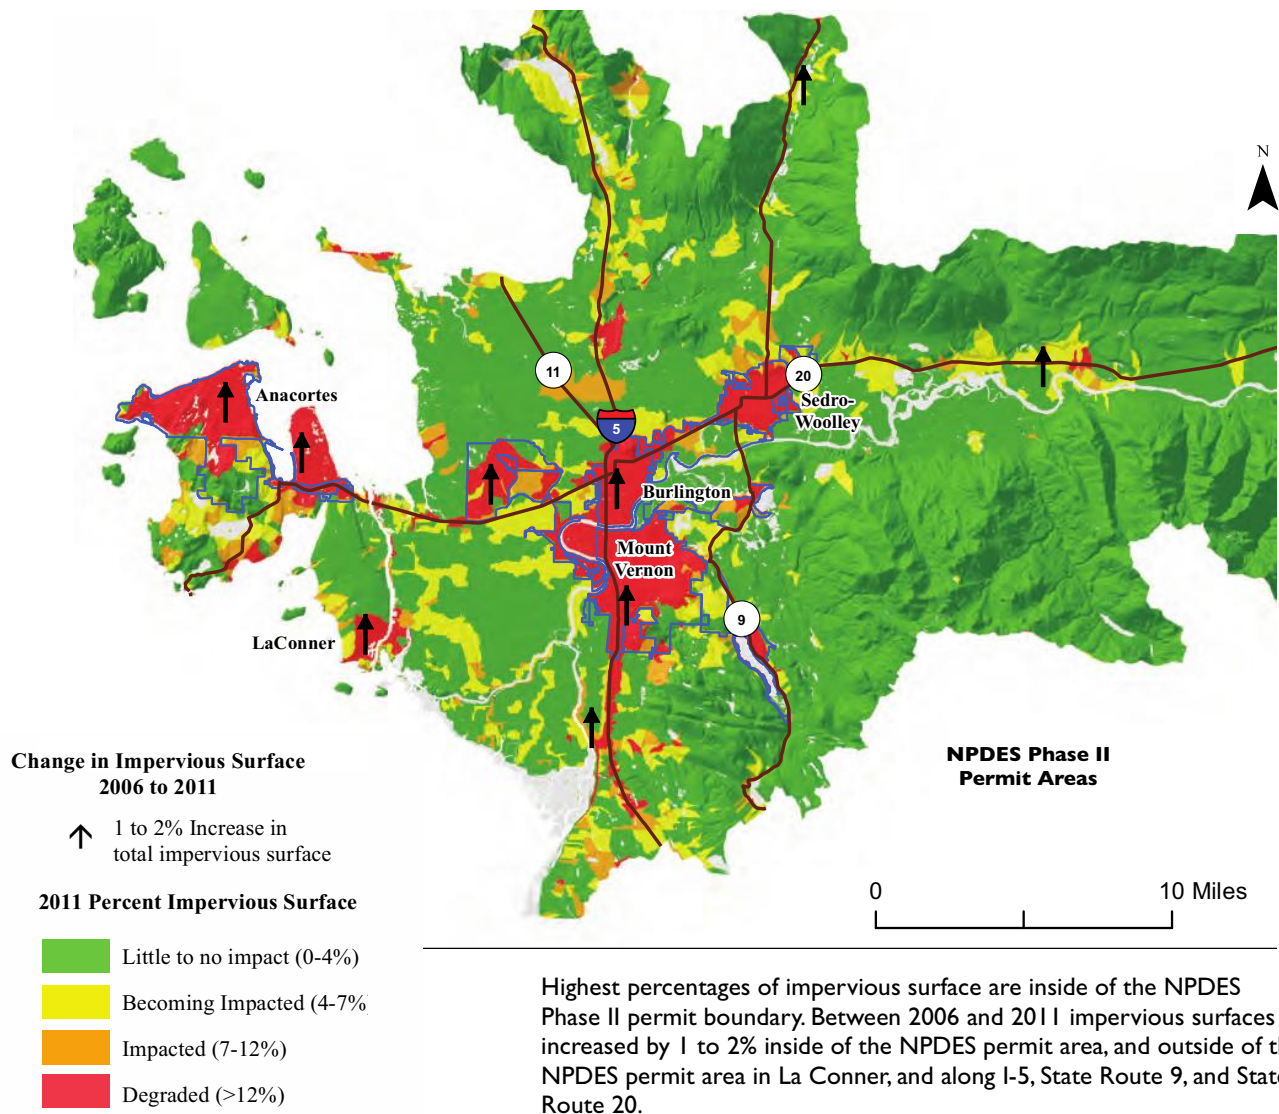 N
11
20
Anacortes
Sedro-
Woolley
5
Burlington
Mount
Vernon
9
LaConner
NPDES Phase II
Permit Areas
Change in Impervious Surface
2006 to 2011
1 to 2% Increase in
total impervious surface
0
10 Miles
2011 Percent Impervious Surface
Little to no impact (0-4%)
Becoming Impacted (4-7%
Impacted (7-12%)
Degraded (>12%)
Highest percentages of impervious surface are inside of the NPDES
Phase II permit boundary. Between 2006 and 2011 impervious surfaces
increased by 1 to 2% inside of the NPDES permit area, and outside of th
NPDES permit area in La Conner, and along I-5, State Route 9, and State
Route 20.